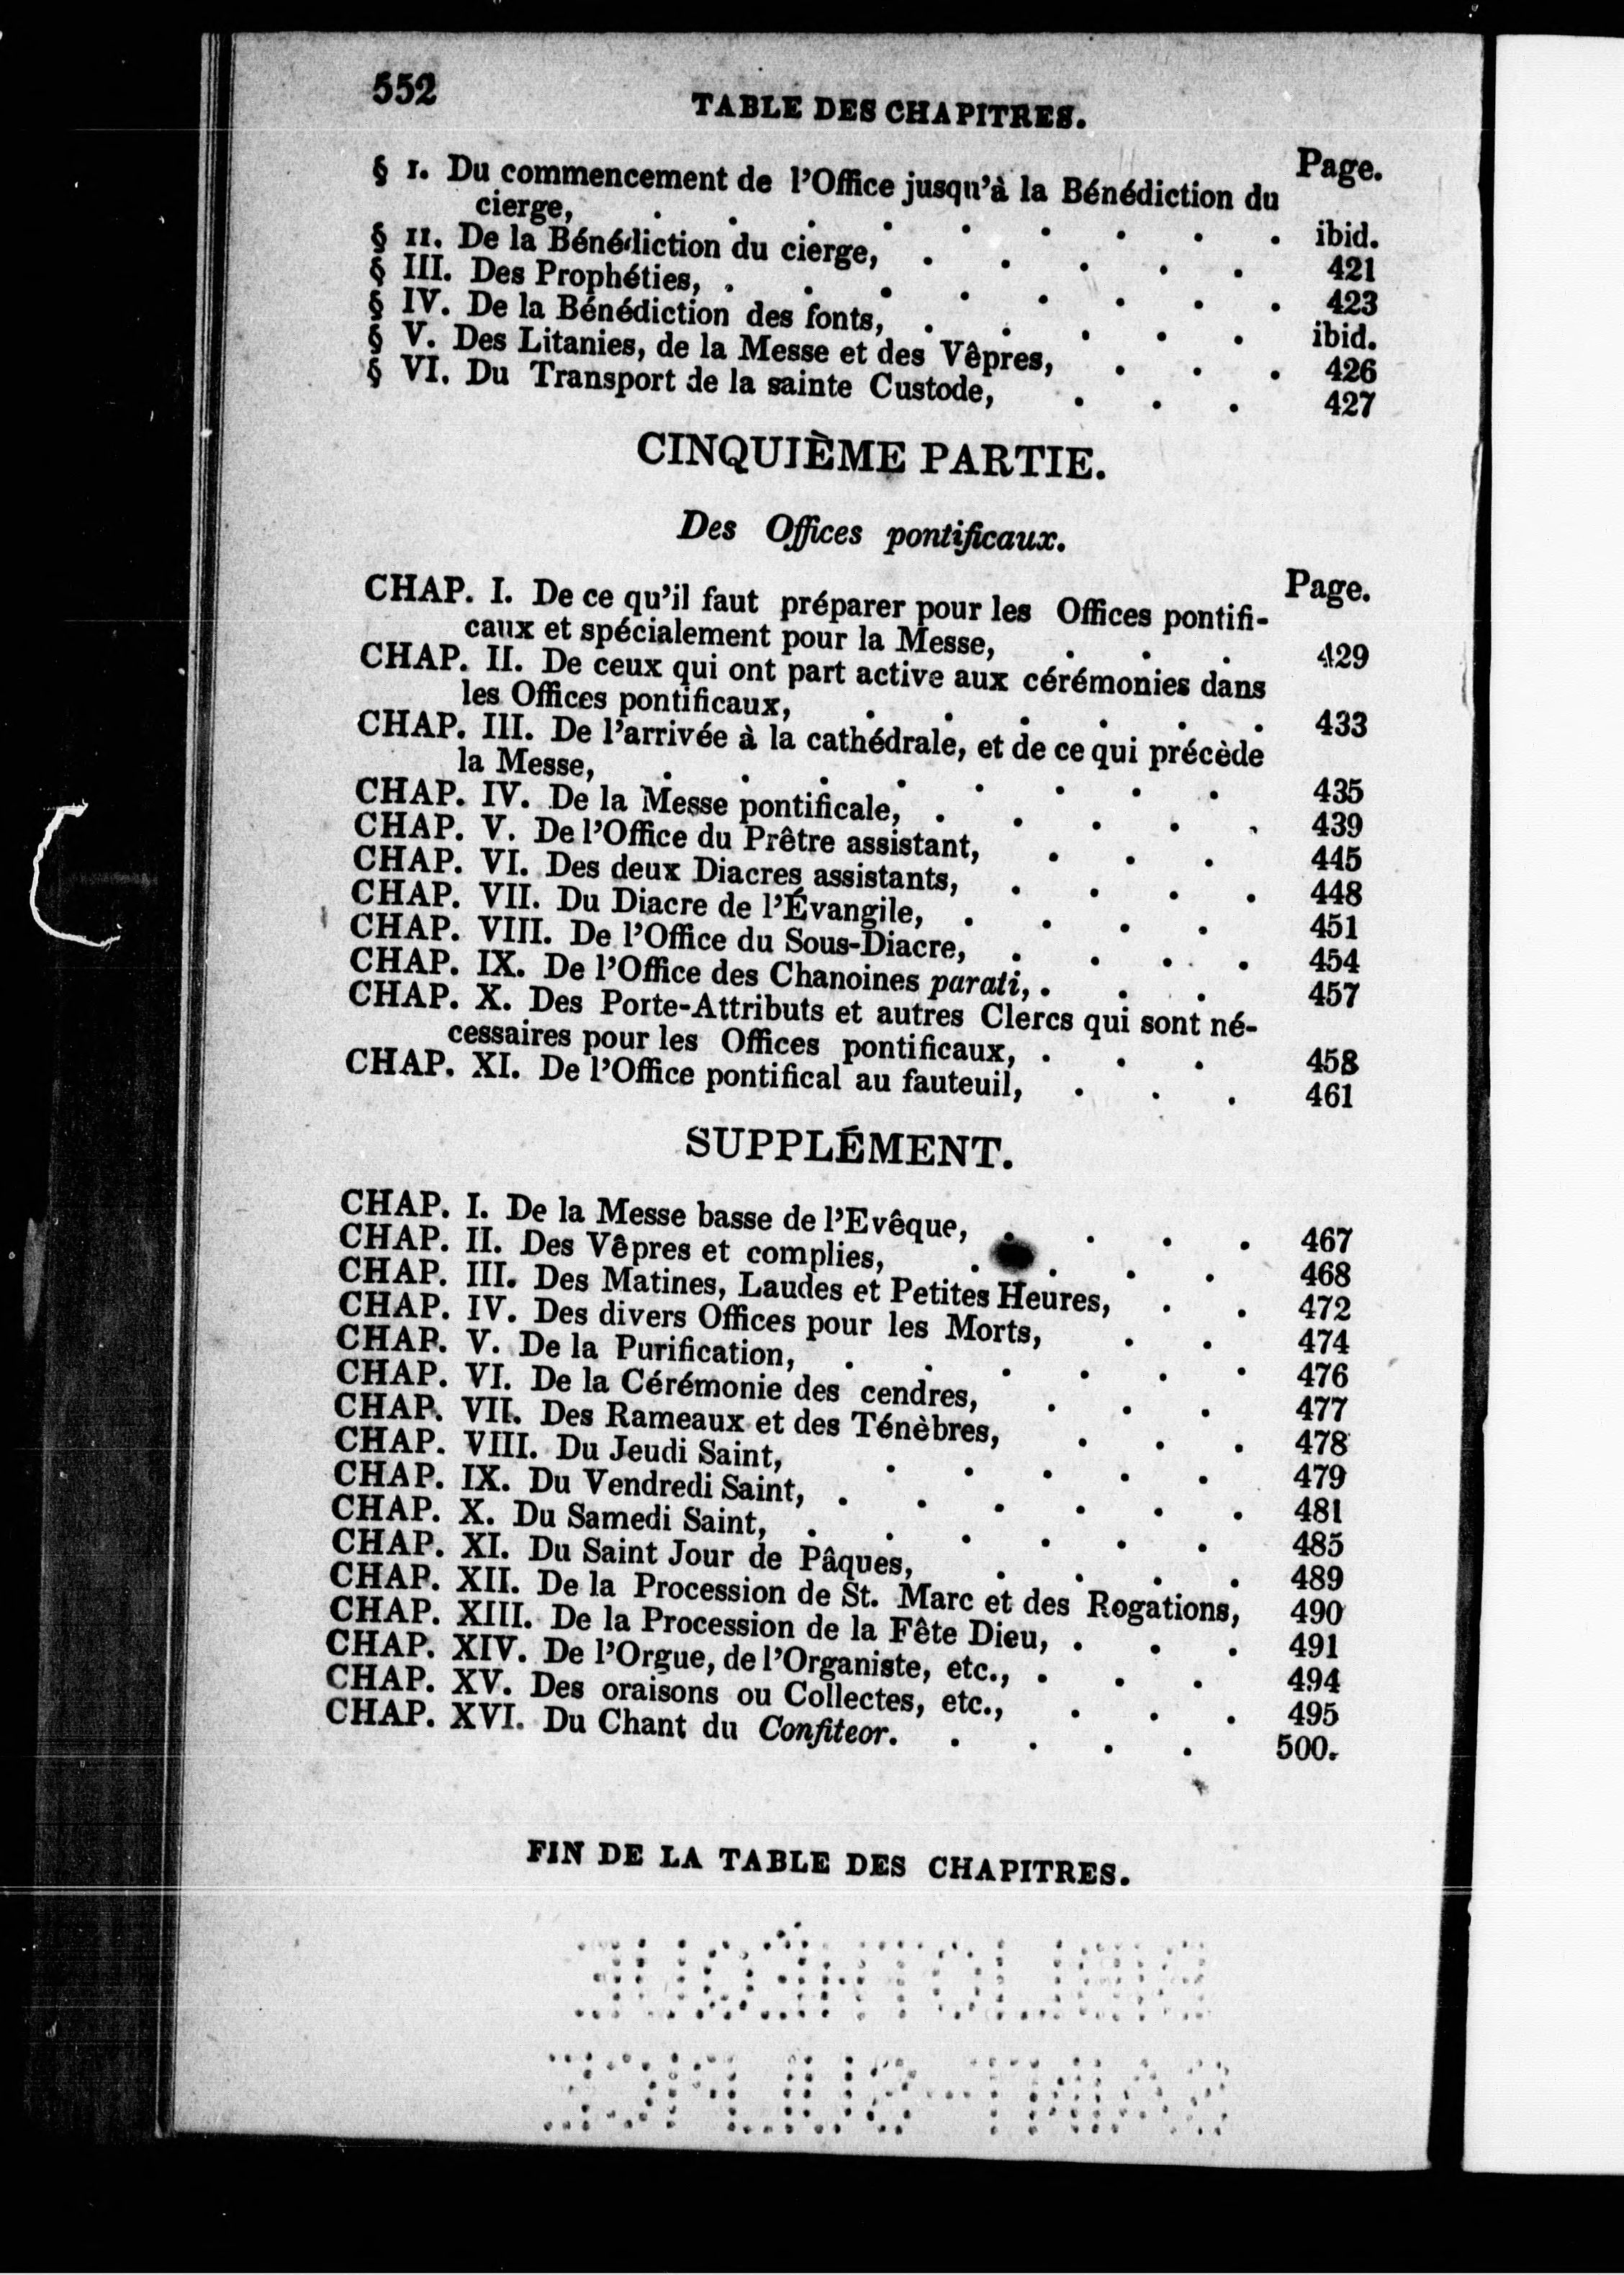 552
TABLE DES CHAPITRES.
Page.
§ I. Du commencement de l'Office jusqu'à la Bénédiction du
cierge, . . . . . . . . . ibid.
§ II. De la Bénédiction du cierge, . . . . . 421
§ III. Des Prophéties, . . . . . . . . 423
§ IV. De la Bénédiction des fonts, . . . . . ibid.
§ V. Des Litanies, de la Messe et des Vêpres, . . . 426
§ VI. Du Transport de la sainte Custode, . . . 427
CINQUIÈME PARTIE.
Des Offices pontificaux.
Page.
CHAP. I. De ce qu'il faut préparer pour les Offices pontifi-
caux et spécialement pour la Messe, . . . 429
CHAP. II. De ceux qui ont part active aux cérémonies dans
les Offices pontificaux, . . . . . . 433
CHAP. III. De l'arrivée à la cathédrale, et de ce qui précède
la Messe, . . . . . . . . 435
CHAP. IV. De la Messe pontificale, . . . . . 439
CHAP. V. De l'Office du Prêtre assistant, . . . 445
CHAP. VI. Des deux Diacres assistants, . . . . 448
CHAP. VII. Du Diacre de l'Évangile, . . . . 451
CHAP. VIII. De l'Office du Sous-Diacre, . . . . 454
CHAP. IX. De l'Office des Chanoines parati, . . . 457
CHAP. X. Des Porte-Attributs et autres Clercs qui sont né-
cessaires pour les Offices pontificaux, . . . 458
CHAP. XI. De l'Office pontifical au fauteuil, . . . 461
SUPPLÉMENT.
CHAP. I. De la Messe basse de l'Evêque, . . . . 467
CHAP. II. Des Vêpres et complies, . . . . 468
CHAP. III. Des Matines, Laudes et Petites Heures, . . 472
CHAP. IV. Des divers Offices pour les Morts, . . 474
CHAP. V. De la Purification, . . . . . . 476
CHAP. VI. De la Cérémonie des cendres, . . . 477
CHAP. VII. Des Rameaux et des Ténèbres, . . . 478
CHAP. VIII. Du Jeudi Saint, . . . . . 479
CHAP. IX. Du Vendredi Saint, . . . . . . 481
CHAP. X. Du Samedi Saint, . . . . . . 485
CHAP. XI. Du Saint Jour de Pâques, . . . . 489
CHAP. XII. De la Procession de St. Marc et des Rogations, 490
CHAP. XIII. De la Procession de la Fête Dieu, . . . 491
CHAP. XIV. De l'Orgue, de l'Organiste, etc., . . . 494
CHAP. XV. Des oraisons ou Collectes, etc., . . . 495
CHAP. XVI. Du Chant du Confiteor. . . . . 500.
FIN DE LA TABLE DES CHAPITRES.
BIBLIOTHÈQUE
SAINT-SULPICE